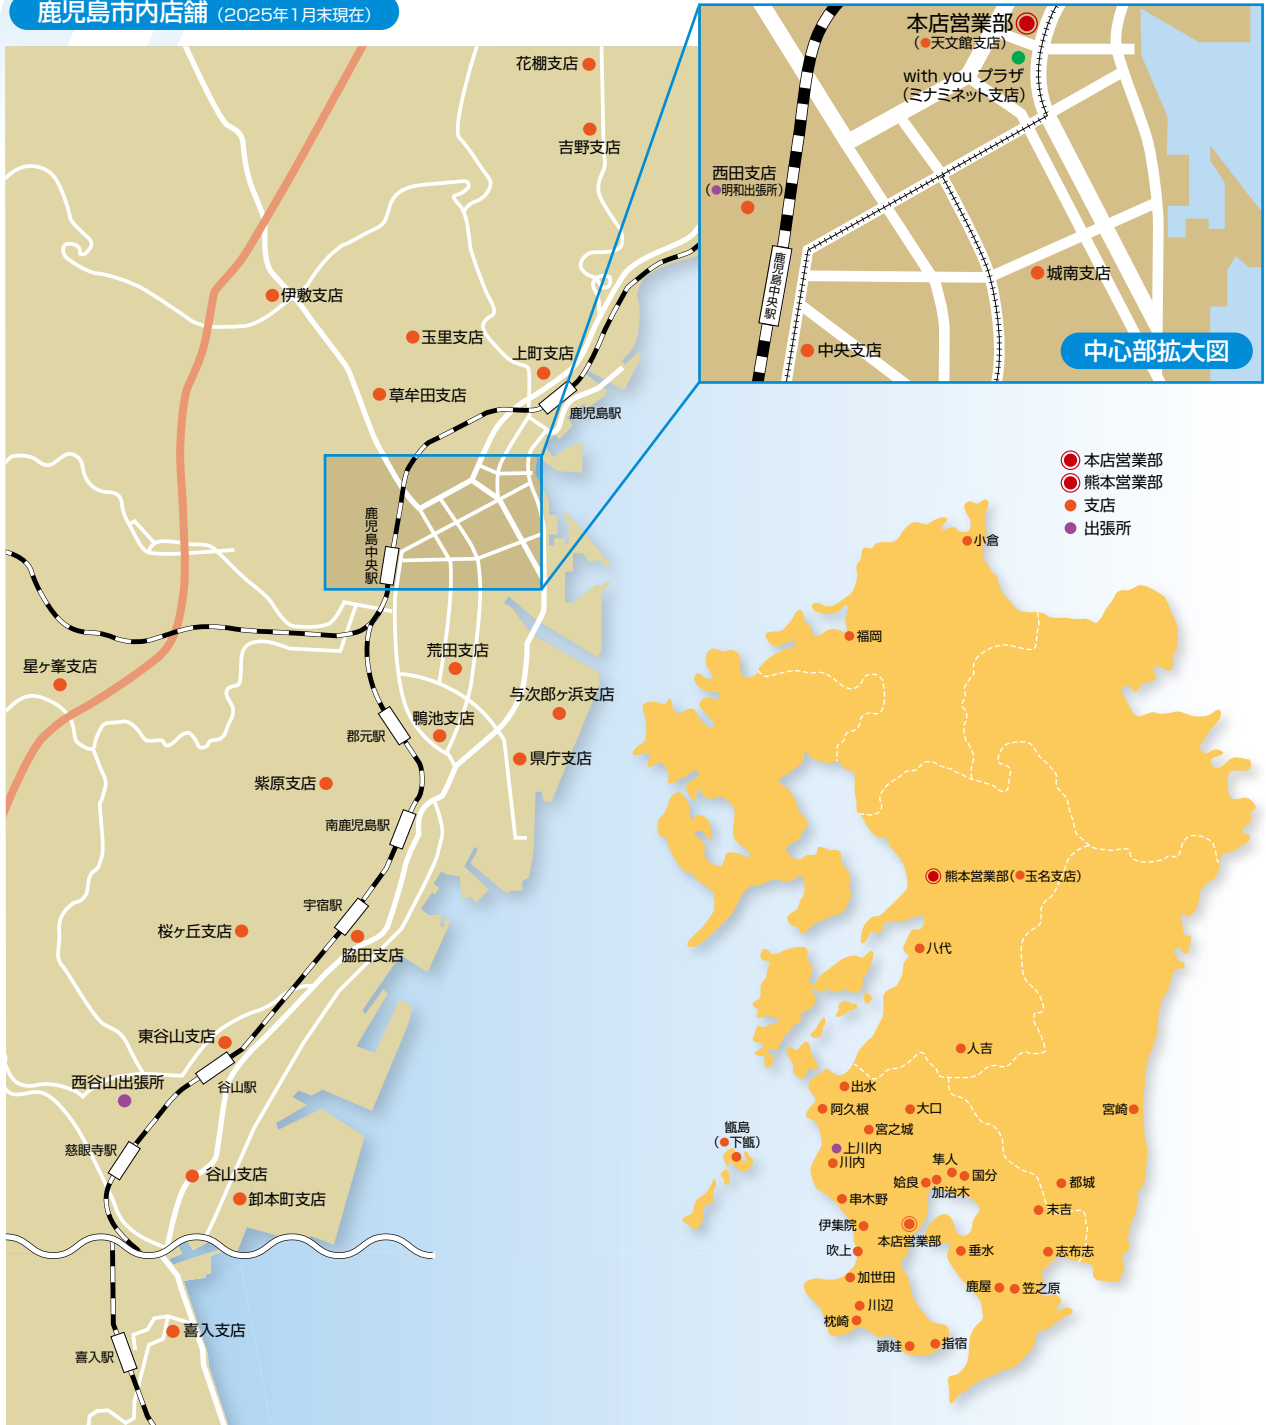 鹿児島市内店舗（2025年1月末現在）
花棚支店
吉野支店
伊敷支店
玉里支店
上町支店
草牟田支店
鹿児島駅
鹿児島中央駅
荒田支店
星ヶ峯支店
与次郎ヶ浜支店
鴨池支店
郡元駅
県庁支店
紫原支店
南鹿児島駅
宇宿駅
桜ヶ丘支店
脇田支店
東谷山支店
西谷山出張所
谷山駅
慈眼寺駅
谷山支店
卸本町支店
喜入支店
喜入駅
本店営業部
（●天文館支店）
with you プラザ
（ミナミネット支店）
西田支店
（●明和出張所）
鹿児島中央駅
城南支店
中央支店
中心部拡大図
本店営業部
熊本営業部
支店
出張所
小倉
福岡
熊本営業部（●玉名支店）
八代
人吉
出水
阿久根
大口
宮崎
宮之城
甑島
（●下甑）
上川内
川内
隼人
国分
姶良
加治木
都城
串木野
末吉
伊集院
本店営業部
吹上
垂水
志布志
加世田
鹿屋
笠之原
川辺
枕崎
頴娃
指宿